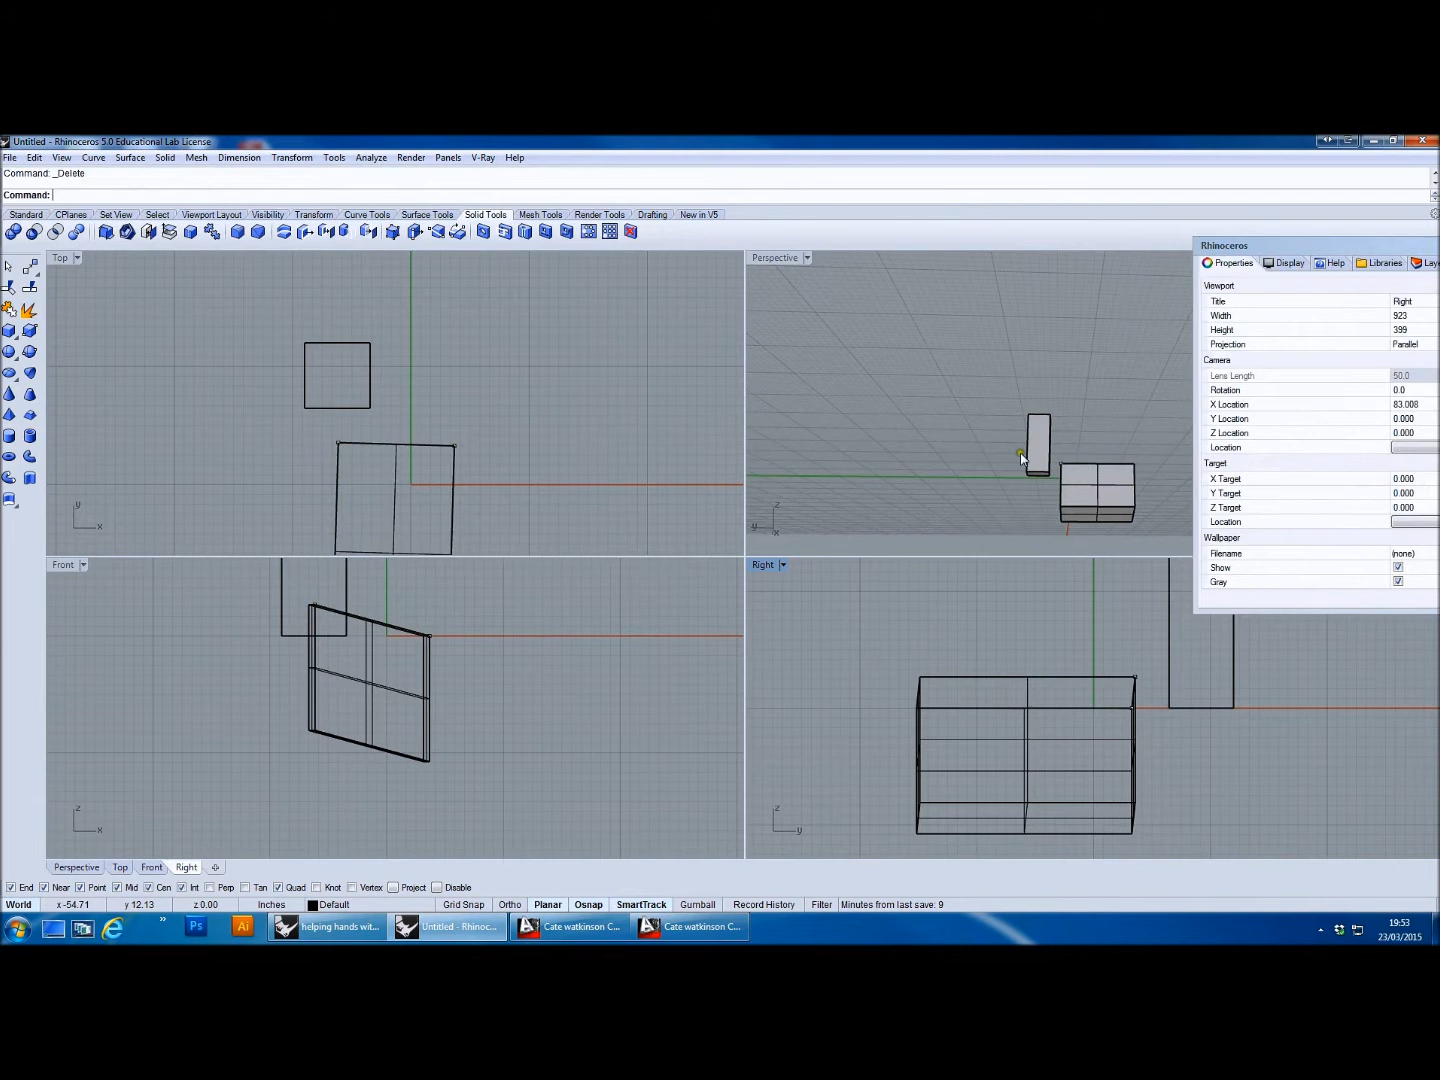 Untitled - Rhinoceros 5.0 Educational Lab License
File Edit View Curve Surface Solid Mesh Dimension Transform Tools Analyze Render Panels V-Ray Help
Command: _Delete
Command:
Standard CPlanes Set View Select Viewport Layout Visibility Transform Curve Tools Surface Tools Solid Tools Mesh Tools Render Tools Drafting New in V5
Top
Perspective
Rhinoceros
Properties Display Help Libraries Laye
Viewport
Title Right
Width 923
Height 399
Projection Parallel
Camera
Lens Length 50.0
Rotation 0.0
X Location 83.008
Y Location 0.000
Z Location 0.000
Location
Target
X Target 0.000
Y Target 0.000
Z Target 0.000
Location
Wallpaper
Filename (none)
Show
Gray
y
x
z
y
x
Front
Right
z
x
z
y
Perspective Top Front Right
End Near Point Mid Cen Int Perp Tan Quad Knot Vertex Project Disable
World x -54.71 y 12.13 z 0.00 Inches Default Grid Snap Ortho Planar Osnap SmartTrack Gumball Record History Filter Minutes from last save: 9
Ps Ai helping hands wit... Untitled - Rhinoc... Cate watkinson C... Cate watkinson C...
19:53
23/03/2015